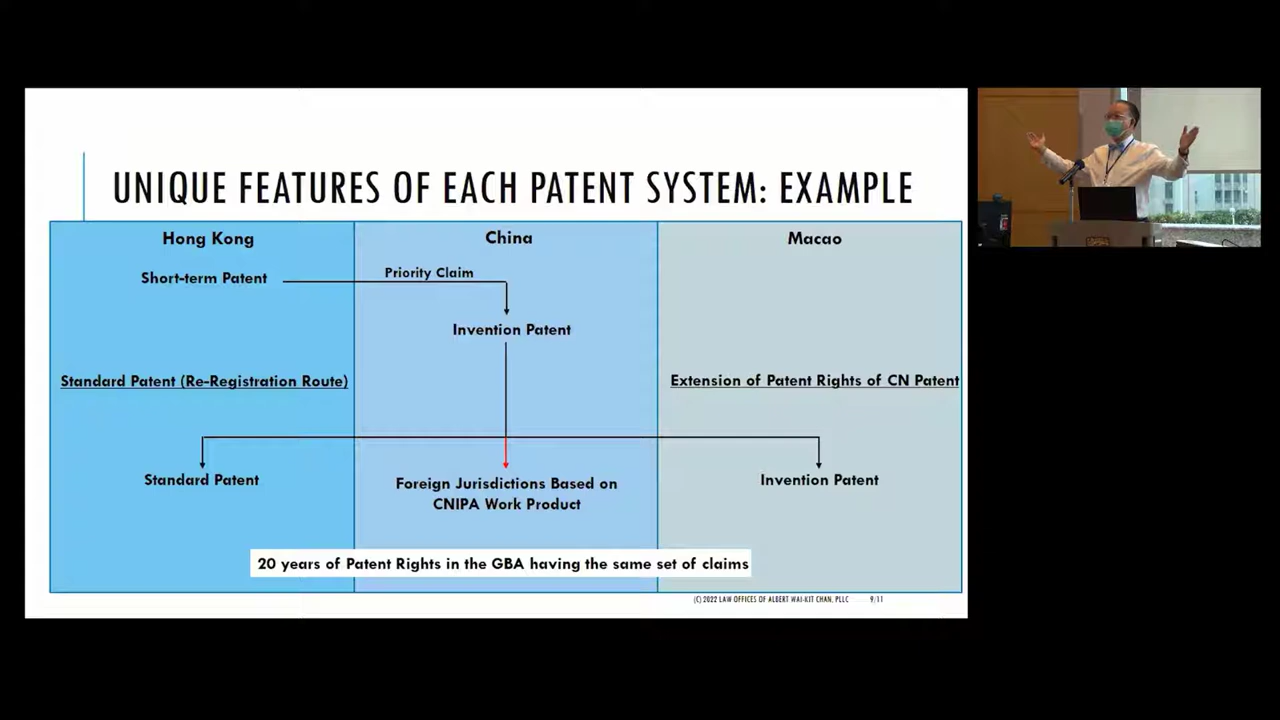 UNIQUE FEATURES OF EACH PATENT SYSTEM: EXAMPLE
Hong Kong
China
Macao
Short-term Patent
Priority Claim
Invention Patent
Standard Patent (Re-Registration Route)
Extension of Patent Rights of CN Patent
Standard Patent
Foreign Jurisdictions Based on
CNIPA Work Product
Invention Patent
20 years of Patent Rights in the GBA having the same set of claims
(C) 2022 LAW OFFICES OF ALBERT WAI-KIT CHAN, PLLC
9/11